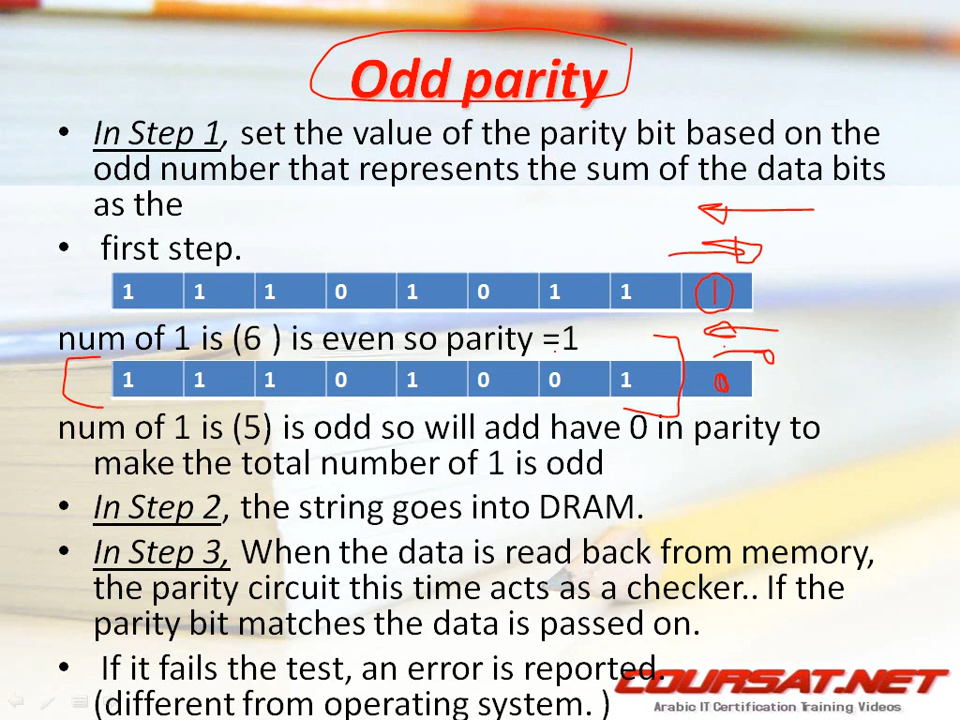 Odd parity
• In Step 1, set the value of the parity bit based on the
odd number that represents the sum of the data bits
as the
• first step.
1 1 1 0 1 0 1 1 1
num of 1 is (6 ) is even so parity =1
1 1 1 0 1 0 0 1 0
num of 1 is (5) is odd so will add have 0 in parity to
make the total number of 1 is odd
• In Step 2, the string goes into DRAM.
• In Step 3, When the data is read back from memory,
the parity circuit this time acts as a checker.. If the
parity bit matches the data is passed on.
• If it fails the test, an error is reported.
(different from operating system. )
COURSAT.NET
Arabic IT Certification Training Videos